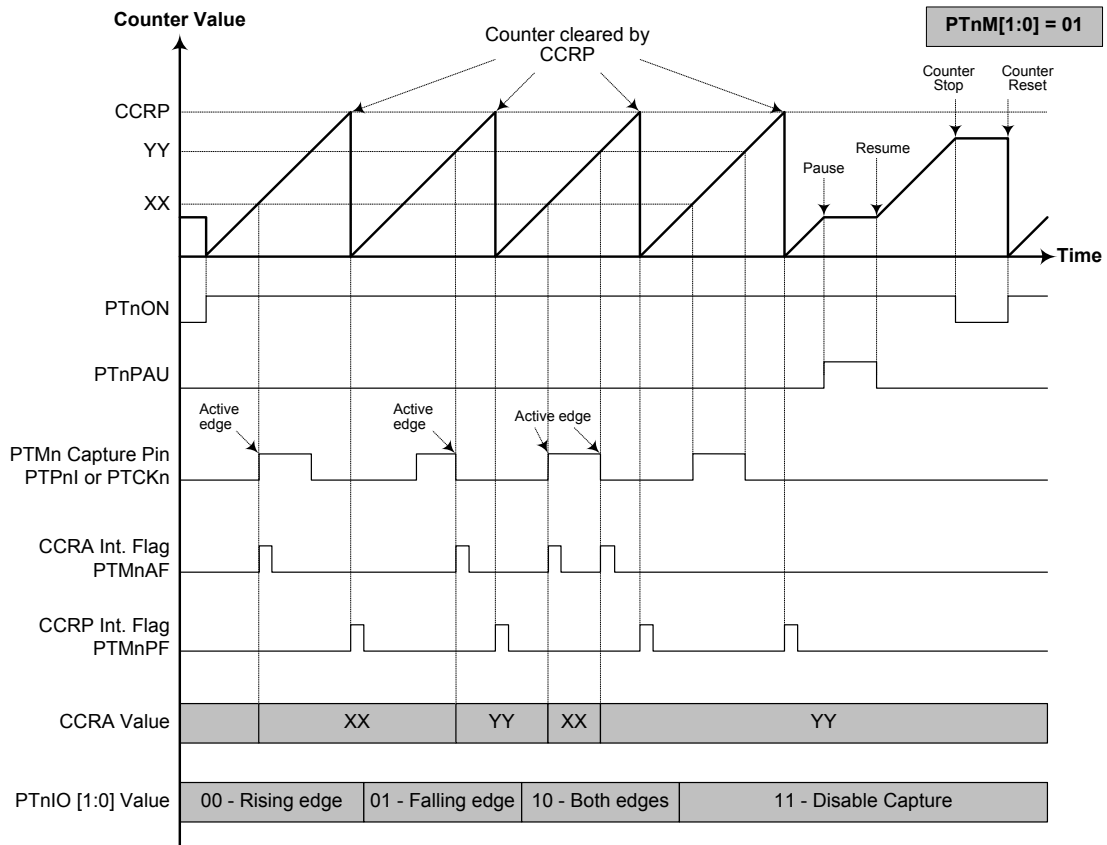 Counter Value
PTnM[1:0] = 01
Counter cleared by
CCRP
Counter
Stop
Counter
Reset
CCRP
YY
XX
Pause
Resume
Time
PTnON
PTnPAU
Active
edge
Active
edge
Active edge
PTMn Capture Pin
PTPnI or PTCKn
CCRA Int. Flag
PTMnAF
CCRP Int. Flag
PTMnPF
CCRA Value
XX
YY
XX
YY
PTnIO [1:0] Value
00 - Rising edge
01 - Falling edge
10 - Both edges
11 - Disable Capture